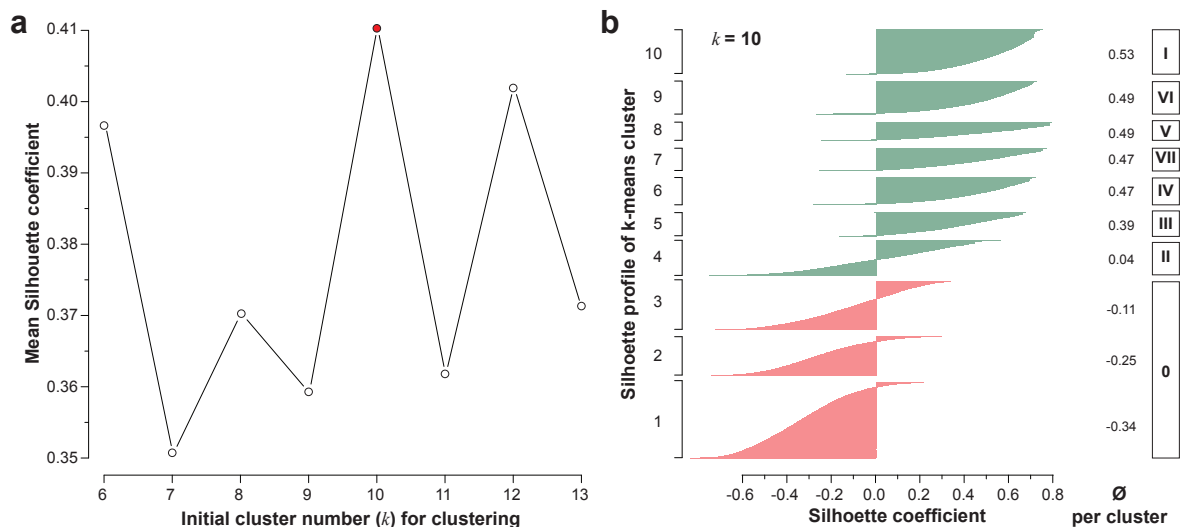 a
Mean Silhouette coefficient
0.41
0.40
0.39
0.38
0.37
0.36
0.35
6 7 8 9 10 11 12 13
Initial cluster number (k) for clustering
b
k = 10
Silhoette profile of k-means cluster
10 0.53 I
9 0.49 VI
8 0.49 V
7 0.47 VII
6 0.47 IV
5 0.39 III
4 0.04 II
3 -0.11
2 -0.25
0
1 -0.34
-0.6 -0.2 0.0 0.2 0.4 0.6 0.8
Silhoette coefficient
Ø
per cluster